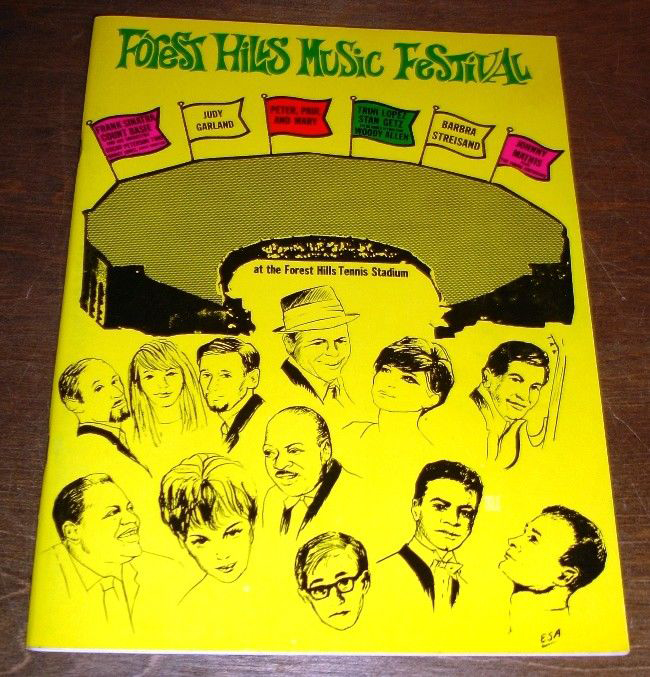 Forest Hills Music Festival
FRANK SINATRA
COUNT BASIE
JUDY
GARLAND
PETER, PAUL
AND MARY
TRINI LOPEZ
STAN GETZ
WOODY ALLEN
BARBRA
STREISAND
JOHNNY
MATHIS
at the Forest Hills Tennis Stadium
ESA